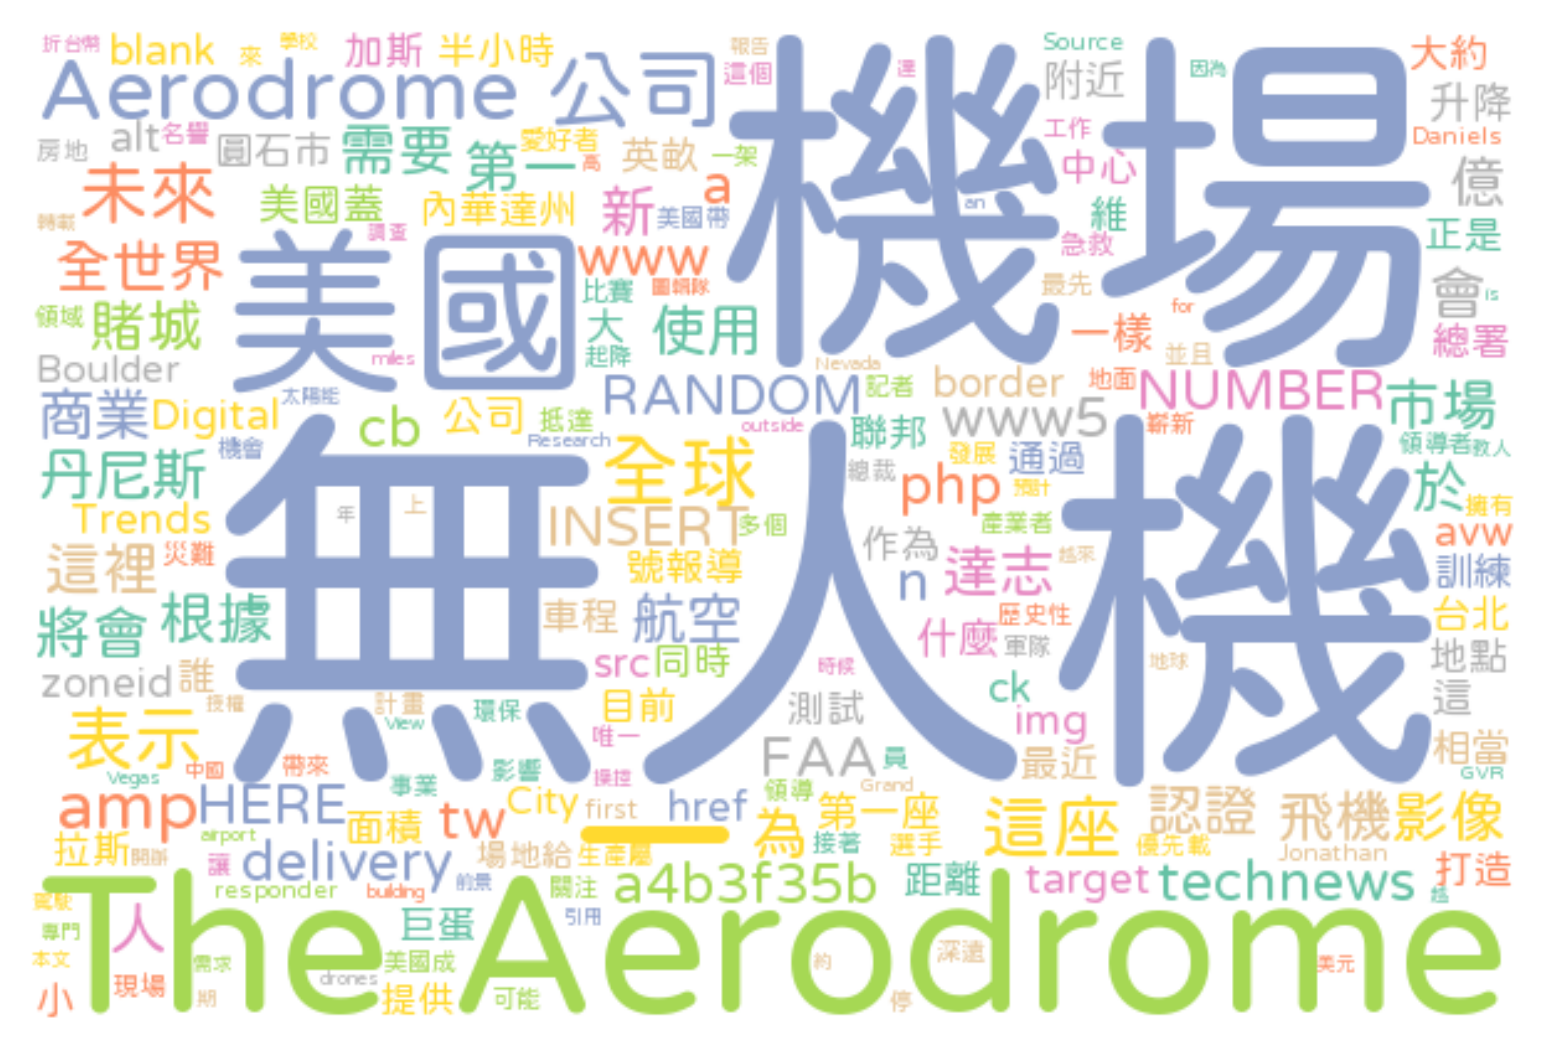 折台幣 blank 來 學校 加斯 半小時 報告 Source 因為 大約
Aerodrome 公司 這個 機場 達 附近 升降
房地 alt 名譽 圓石市 需要 第一 愛好者 高 英畝 一架 工作 中心 Daniels 億
未來 美國蓋 內華達州 新 a 美國帶 an 維 急救 正是
轉載 調查 全世界 美國 www 比賽 圖輯隊 最先 會 is
領域 賭城 大 起降 使用 for 一樣 並且 總署
Boulder miles 太陽能 Nevada 記者 border 地面
商業 Digital cb 公司 抵達 RANDOM NUMBER 市場
機會 Research outside 聯邦 www5 嶄新 領導者 教人
丹尼斯 無人機 全球 總裁 php 發展 通過 預計 於 擁有
Trends 年 上 INSERT 多個 產業者 avw
這裡 災難 號報導 作為 n 達志 越來 訓練
將會 根據 車程 航空 什麼 歷史性 軍隊 台北
zoneid 誰 src 同時 時候 ck 地球 地點
授權 計畫 View 環保 目前 測試 img 這
表示 唯一 FAA 員 最近 相當
Vegas 中國 帶來 事業 影響 操控 領導 Grand GVR
amp HERE 面積 tw City first href 為 第一座 這座 認證 飛機 影像
拉斯 airport 一 接著 選手 優先載
讓 delivery 場地給 生產屬 Jonathan 打造
responder building 前景 關注 a4b3f35b 距離 target technews 越
駕駛 The Aerodrome
專門 人 巨蛋 引用
本文 需求 美國成 深遠 約 美元
小 現場 期 drones 提供 可能 停